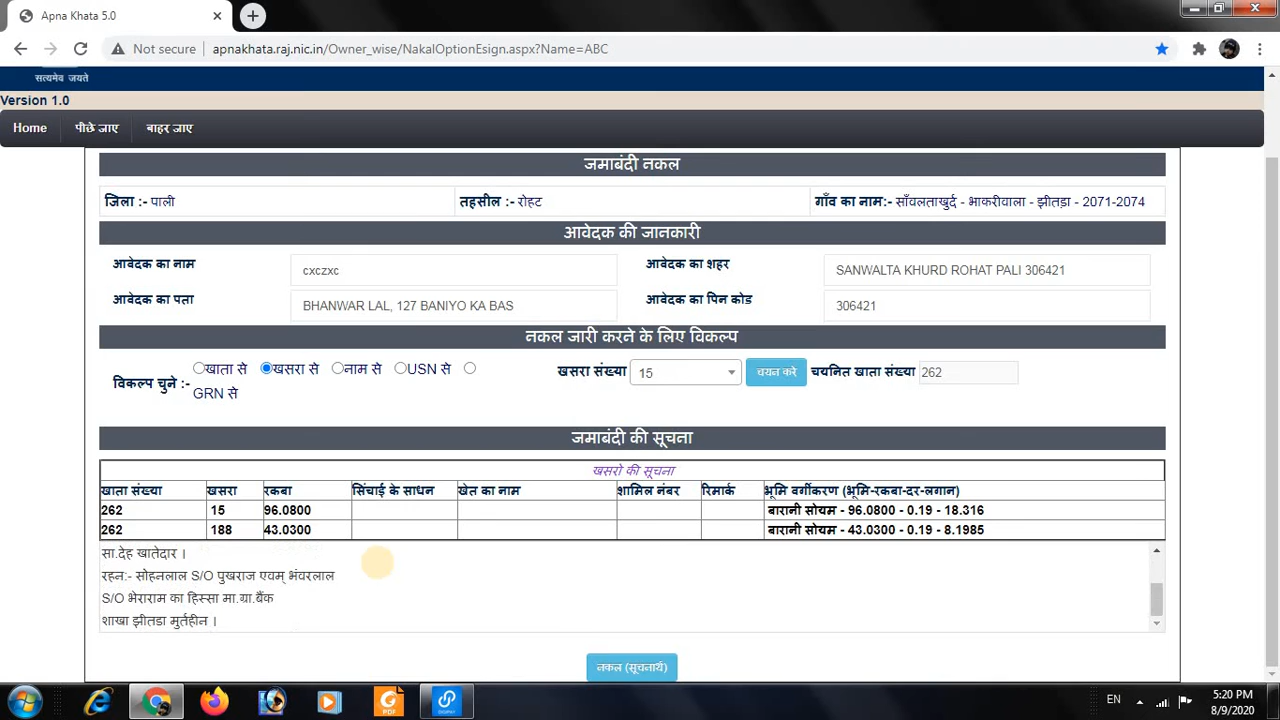 Apna Khata 5.0
Not secure apnakhata.raj.nic.in/Owner_wise/NakalOptionEsign.aspx?Name=ABC
सत्यमेव जयते
Version 1.0
Home पीछे जाए बाहर जाए
जमाबंदी नकल
जिला :- पाली तहसील :- रोहट गाँव का नाम:- साँवलताखुर्द - भाकरीवाला - झीतड़ा - 2071-2074
आवेदक की जानकारी
आवेदक का नाम cxczxc आवेदक का शहर SANWALTA KHURD ROHAT PALI 306421
आवेदक का पता BHANWAR LAL, 127 BANIYO KA BAS आवेदक का पिन कोड 306421
नकल जारी करने के लिए विकल्प
विकल्प चुने :- खाता से खसरा से नाम से USN से खसरा संख्या 15 चयन करे चयनित खाता संख्या 262
GRN से
जमाबंदी की सूचना
खसरो की सूचना
खाता संख्या खसरा रकबा सिंचाई के साधन खेत का नाम शामिल नंबर रिमार्क भूमि वर्गीकरण (भूमि-रकबा-दर-लगान)
262 15 96.0800 बारानी सोयम - 96.0800 - 0.19 - 18.316
262 188 43.0300 बारानी सोयम - 43.0300 - 0.19 - 8.1985
सा.देह खातेदार ।
रहन:- सोहनलाल S/O पुखराज एवम् भंवरलाल
S/O भेराराम का हिस्सा मा.ग्रा.बैंक
शाखा झीतडा मुर्तहीन ।
नकल (सूचनार्थ)
EN 5:20 PM
8/9/2020